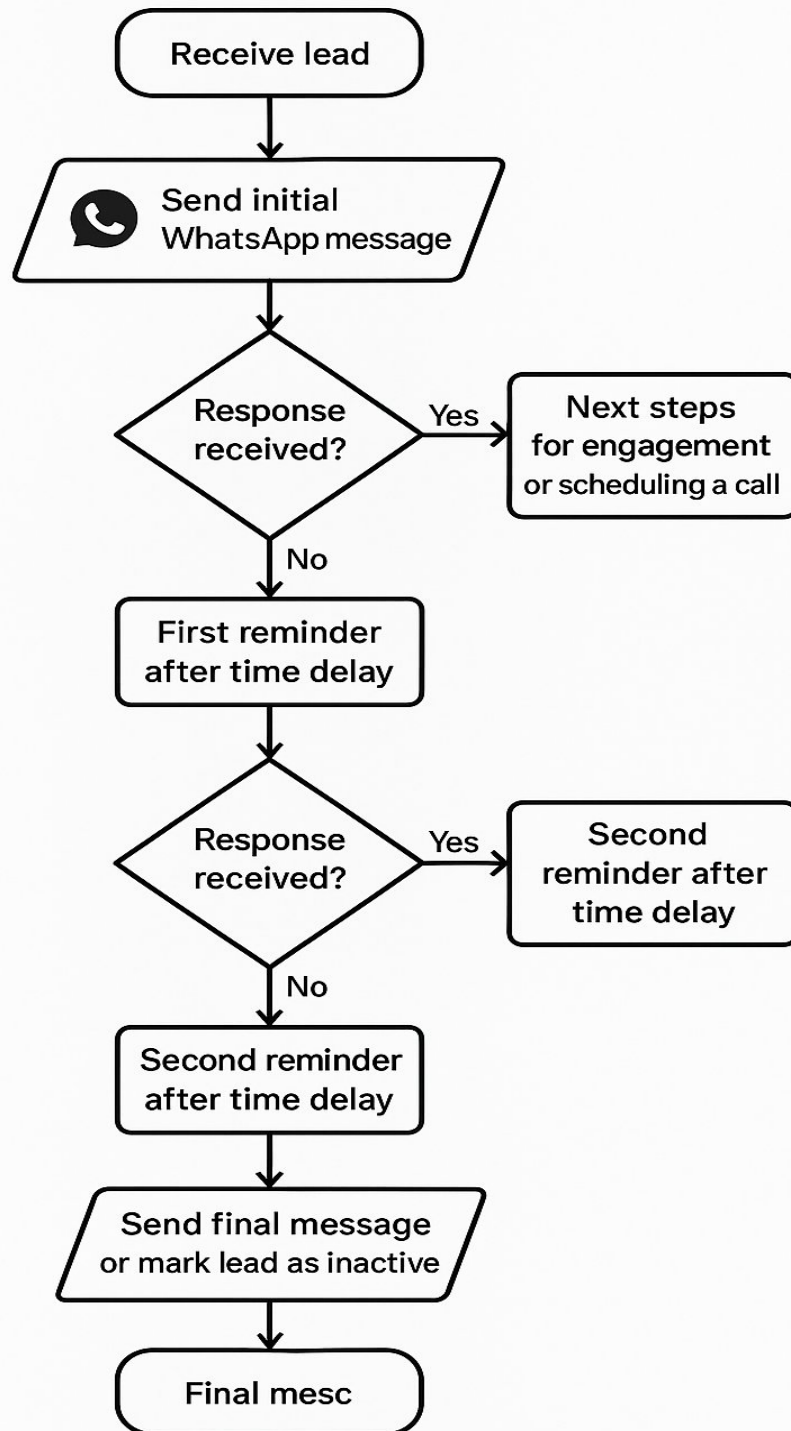 Receive lead
Send initial
WhatsApp message
Response
received?
Yes
Next steps
for engagement
or scheduling a call
No
First reminder
after time delay
Response
received?
Yes
Second
reminder after
time delay
No
Second reminder
after time delay
Send final message
or mark lead as inactive
Final mesc